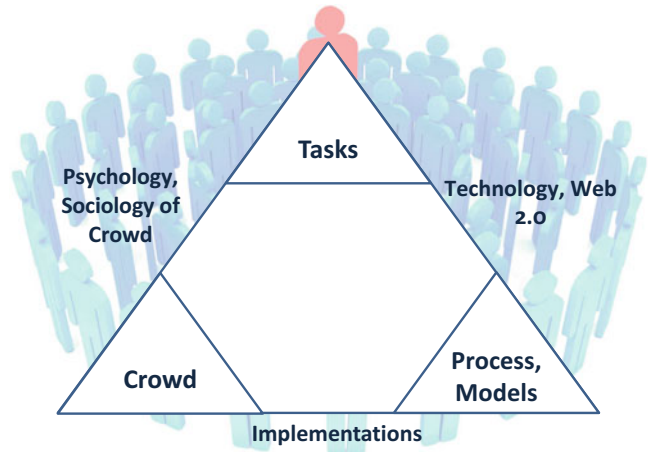 Tasks
Psychology,
Sociology of
Crowd
Technology, Web
2.0
Crowd
Process,
Models
Implementations